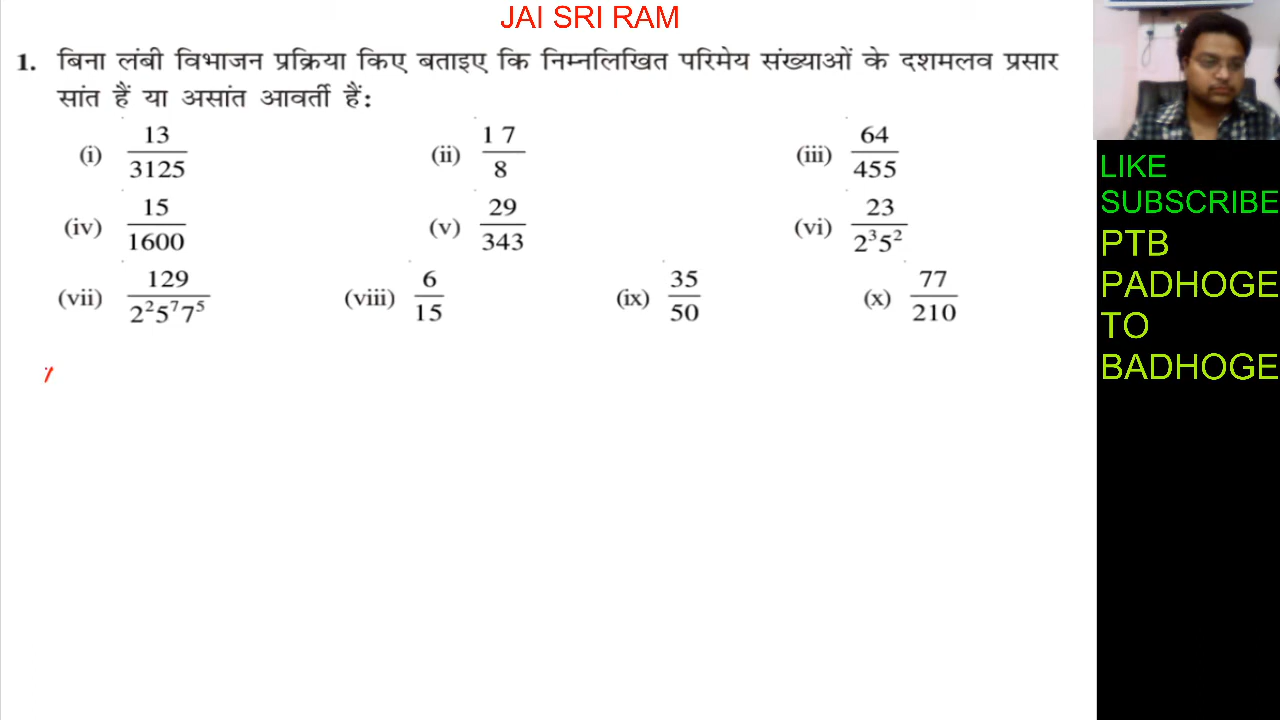 JAI SRI RAM
1. बिना लंबी विभाजन प्रक्रिया किए बताइए कि निम्नलिखित परिमेय संख्याओं के दशमलव प्रसार
सांत हैं या असांत आवर्ती हैं:
(i) 13/3125 (ii) 1 7/8 (iii) 64/455
(iv) 15/1600 (v) 29/343 (vi) 23/2³5²
(vii) 129/2²5⁷7⁵ (viii) 6/15 (ix) 35/50 (x) 77/210
LIKE
SUBSCRIBE
PTB
PADHOGE
TO
BADHOGE